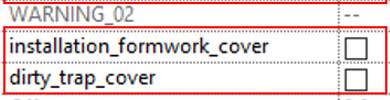 WARNING_02 --
installation_formwork_cover
dirty_trap_cover